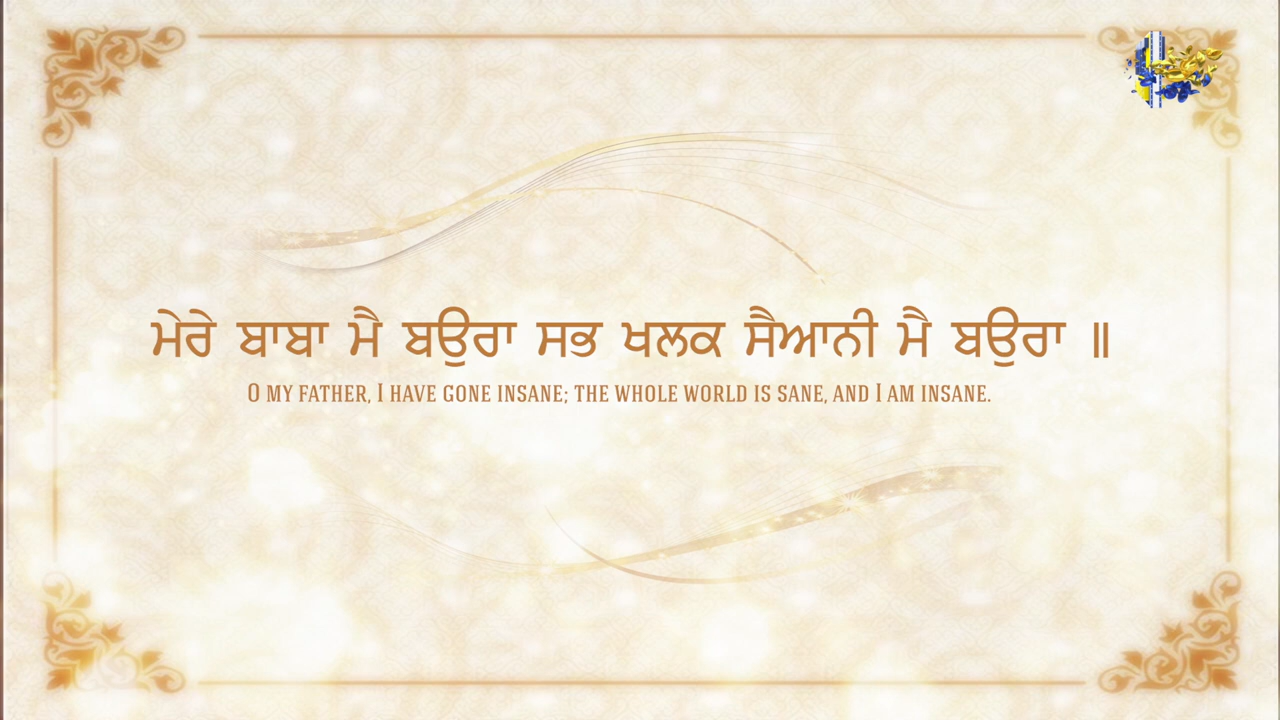 ਮੇਰੇ ਬਾਬਾ ਮੈ ਬਉਰਾ ਸਭ ਖਲਕ ਸੈਆਨੀ ਮੈ ਬਉਰਾ ॥
O my father, I have gone insane; the whole world is sane, and I am insane.